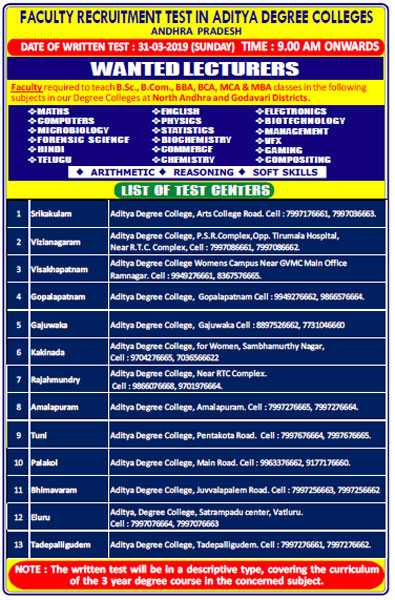 FACULTY RECRUITMENT TEST IN ADITYA DEGREE COLLEGES
ANDHRA PRADESH
DATE OF WRITTEN TEST : 31-03-2019 (SUNDAY) TIME : 9.00 AM ONWARDS
WANTED LECTURERS
Faculty required to teach B.Sc., B.Com., BBA, BCA, MCA & MBA classes in the following
subjects in our Degree Colleges at North Andhra and Godavari Districts.
❖MATHS ❖ENGLISH ❖ELECTRONICS
❖COMPUTERS ❖PHYSICS ❖BIOTECHNOLOGY
❖MICROBIOLOGY ❖STATISTICS ❖MANAGEMENT
❖FORENSIC SCIENCE ❖BIOCHEMISTRY ❖VFX
❖HINDI ❖COMMERCE ❖GAMING
❖TELUGU ❖CHEMISTRY ❖COMPOSITING
❖ ARITHMETIC ❖ REASONING ❖ SOFT SKILLS
LIST OF TEST CENTERS
1 Srikakulam Aditya Degree College, Arts College Road. Cell : 7997176661, 7997036663.
2 Vizianagaram Aditya Degree College, P.S.R.Complex,Opp. Tirumala Hospital,
Near R.T.C. Complex, Cell : 7997086661, 7997086662.
3 Visakhapatnam Aditya Degree College Womens Campus Near GVMC Main Office
Ramnagar. Cell : 9949276661, 8367576665.
4 Gopalapatnam Aditya Degree College, Gopalapatnam Cell : 9949276662, 9866576664.
5 Gajuwaka Aditya Degree College, Gajuwaka Cell : 8897526662, 7731046660
6 Kakinada Aditya Degree College, for Women, Sambhamurthy Nagar,
Cell : 9704276665, 7036566622
7 Rajahmundry Aditya Degree College, Near RTC Complex.
Cell : 9866076668, 9701976664.
8 Amalapuram Aditya Degree College, Amalapuram. Cell : 7997276665, 7997276664.
9 Tuni Aditya Degree College, Pentakota Road. Cell : 7997676664, 7997676665.
10 Palakol Aditya Degree College, Main Road. Cell : 9963376662, 9177176660.
11 Bhimavaram Aditya Degree College, Juvvalapalem Road. Cell : 7997256663, 7997256662
12 Eluru Aditya, Degree College, Satrampadu center, Vatluru.
Cell : 7997076664, 7997076663
13 Tadepalligudem Aditya Degree College, Tadepalligudem. Cell : 7997276661, 7997276662.
NOTE : The written test will be in a descriptive type, covering the curriculum
of the 3 year degree course in the concerned subject.